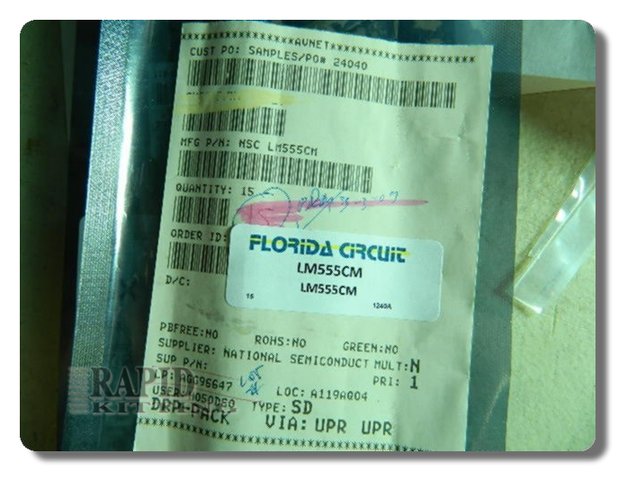 ************AVNET************
CUST PO: SAMPLES/PO# 24040
MFG P/N: NSC LM555CM
QUANTITY: 15
ORDER ID:
FLORIDA CIRCUIT
LM555CM
LM555CM
15 1240A
D/C:
PBFREE:NO ROHS:NO GREEN:NO
SUPPLIER: NATIONAL SEMICONDUCT MULT:N
SUP P/N: PRI: 1
AGG96647 LOC: A119A004
TYPE: SD
VIA: UPR UPR
RAPID
KIT